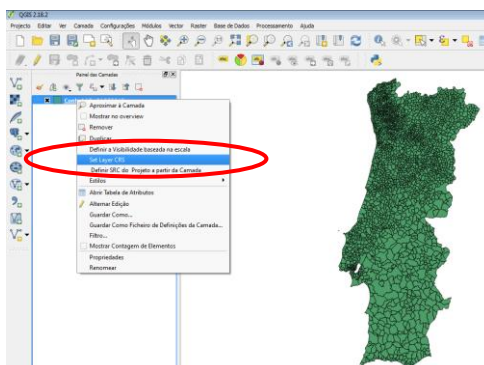 QGIS 2.18.2
Projecto Editar Ver Camada Configurações Módulos Vector Raster Base de Dados Processamento Ajuda
Painel das Camadas
Aproximar à Camada
Mostrar no overview
Remover
Duplicar
Definir a Visibilidade baseada na escala
Set Layer CRS
Definir SRC do Projeto a partir da Camada
Estilos
Abrir Tabela de Atributos
Alternar Edição
Guardar Como...
Guardar Como Ficheiro de Definições da Camada...
Filtro...
Mostrar Contagem de Elementos
Propriedades
Renomear